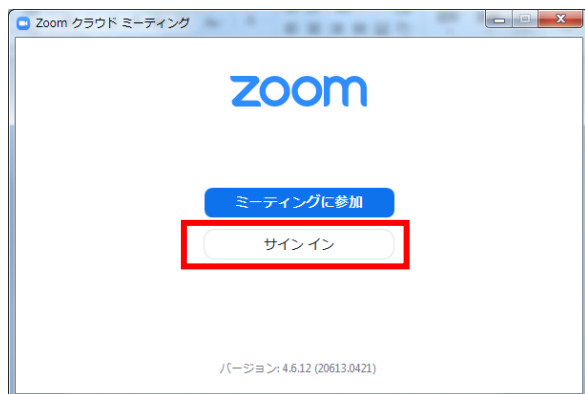 Zoom クラウド ミーティング
zoom
ミーティングに参加
サイン イン
バージョン: 4.6.12 (20613.0421)